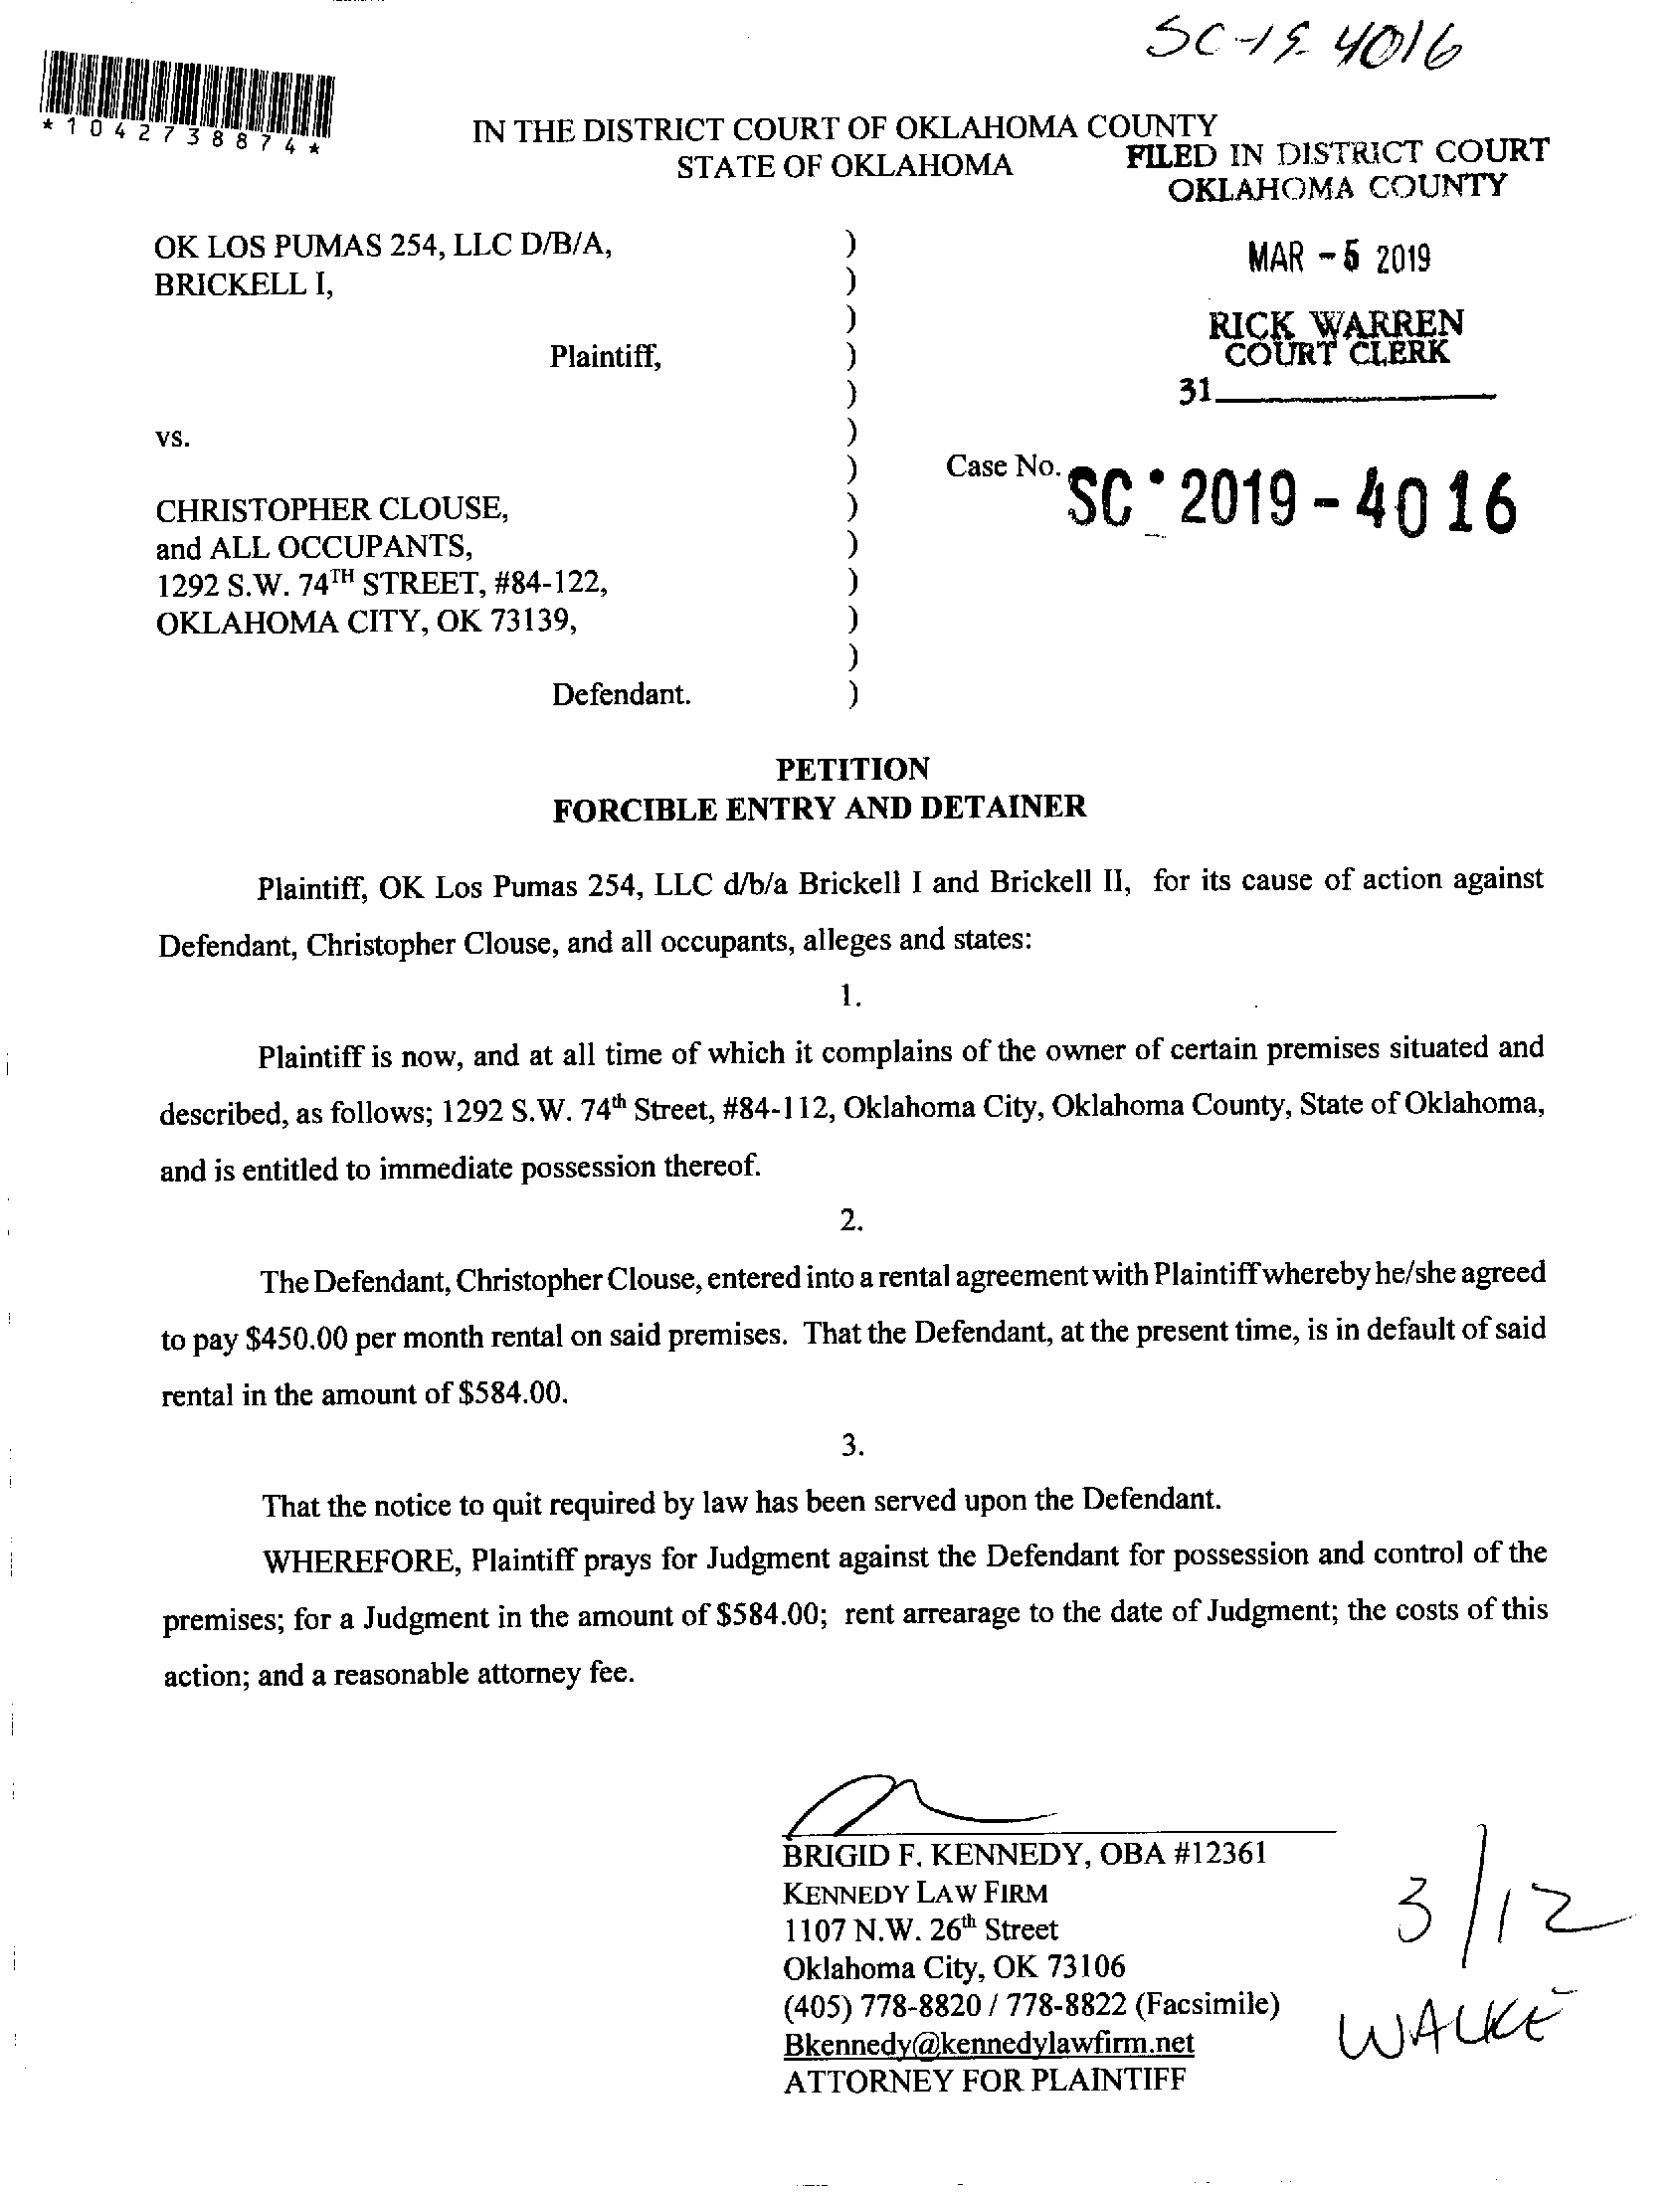 SC-19 4016
*1042738874*
IN THE DISTRICT COURT OF OKLAHOMA COUNTY
STATE OF OKLAHOMA
FILED IN DISTRICT COURT
OKLAHOMA COUNTY
MAR - 5 2019
RICK WARREN
COURT CLERK
31
OK LOS PUMAS 254, LLC D/B/A, )
BRICKELL I, )
)
Plaintiff, )
)
vs. )
) Case No. SC 2019 - 4016
CHRISTOPHER CLOUSE, )
and ALL OCCUPANTS, )
1292 S.W. 74TH STREET, #84-122, )
OKLAHOMA CITY, OK 73139, )
)
Defendant. )
PETITION
FORCIBLE ENTRY AND DETAINER
Plaintiff, OK Los Pumas 254, LLC d/b/a Brickell I and Brickell II, for its cause of action against
Defendant, Christopher Clouse, and all occupants, alleges and states:
1.
Plaintiff is now, and at all time of which it complains of the owner of certain premises situated and
described, as follows; 1292 S.W. 74th Street, #84-112, Oklahoma City, Oklahoma County, State of Oklahoma,
and is entitled to immediate possession thereof.
2.
The Defendant, Christopher Clouse, entered into a rental agreement with Plaintiff whereby he/she agreed
to pay $450.00 per month rental on said premises. That the Defendant, at the present time, is in default of said
rental in the amount of $584.00.
3.
That the notice to quit required by law has been served upon the Defendant.
WHEREFORE, Plaintiff prays for Judgment against the Defendant for possession and control of the
premises; for a Judgment in the amount of $584.00; rent arrearage to the date of Judgment; the costs of this
action; and a reasonable attorney fee.
BRIGID F. KENNEDY, OBA #12361
KENNEDY LAW FIRM
1107 N.W. 26th Street
Oklahoma City, OK 73106
(405) 778-8820 / 778-8822 (Facsimile)
Bkennedy@kennedylawfirm.net
ATTORNEY FOR PLAINTIFF
3/12
WALKE